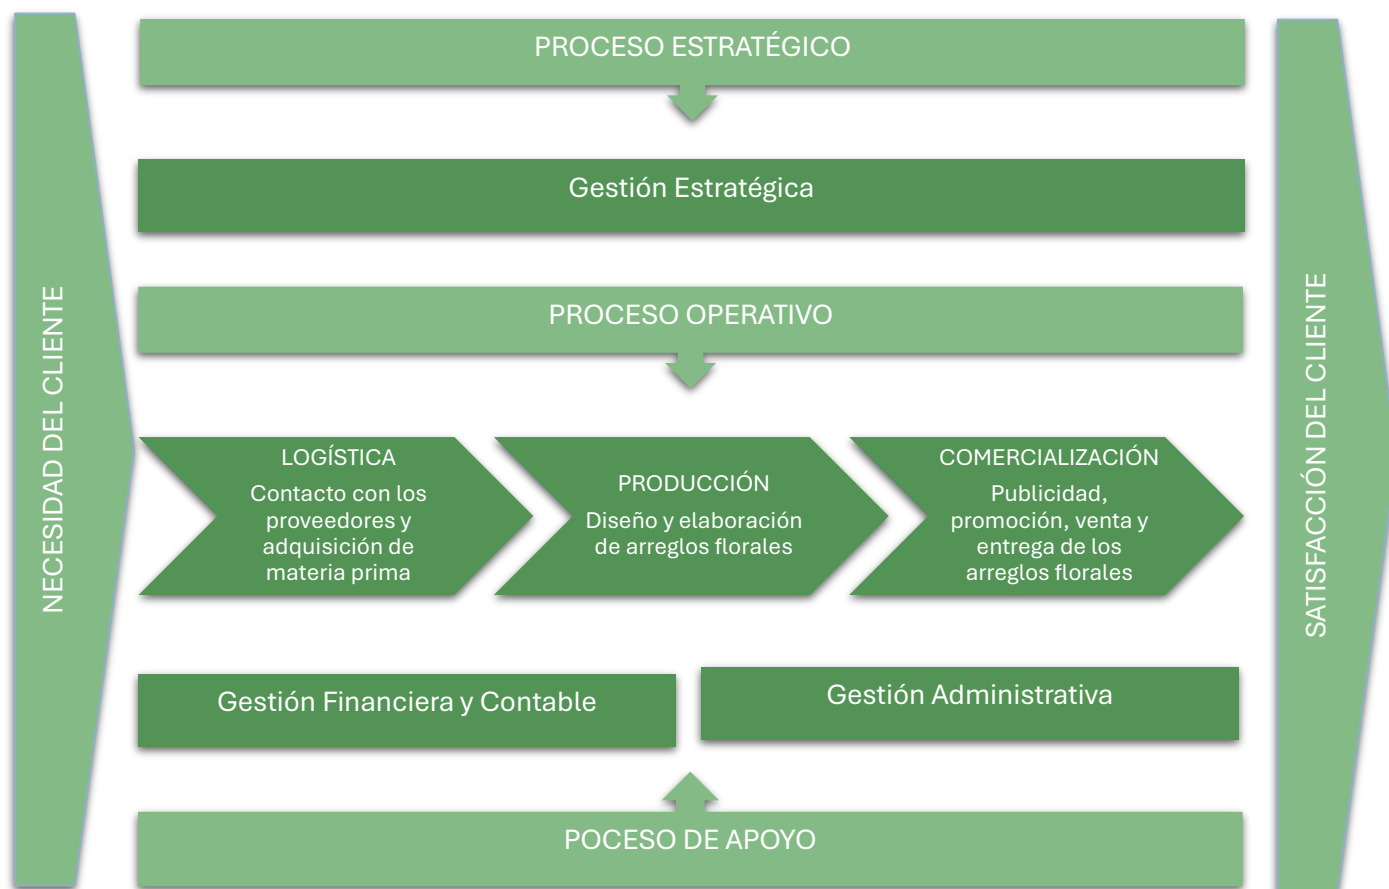 PROCESO ESTRATÉGICO
Gestión Estratégica
NECESIDAD DEL CLIENTE
PROCESO OPERATIVO
LOGÍSTICA
Contacto con los
proveedores y
adquisición de
materia prima
PRODUCCIÓN
Diseño y elaboración
de arreglos florales
COMERCIALIZACIÓN
Publicidad,
promoción, venta y
entrega de los
arreglos florales
SATISFACCIÓN DEL CLIENTE
Gestión Financiera y Contable
Gestión Administrativa
POCESO DE APOYO